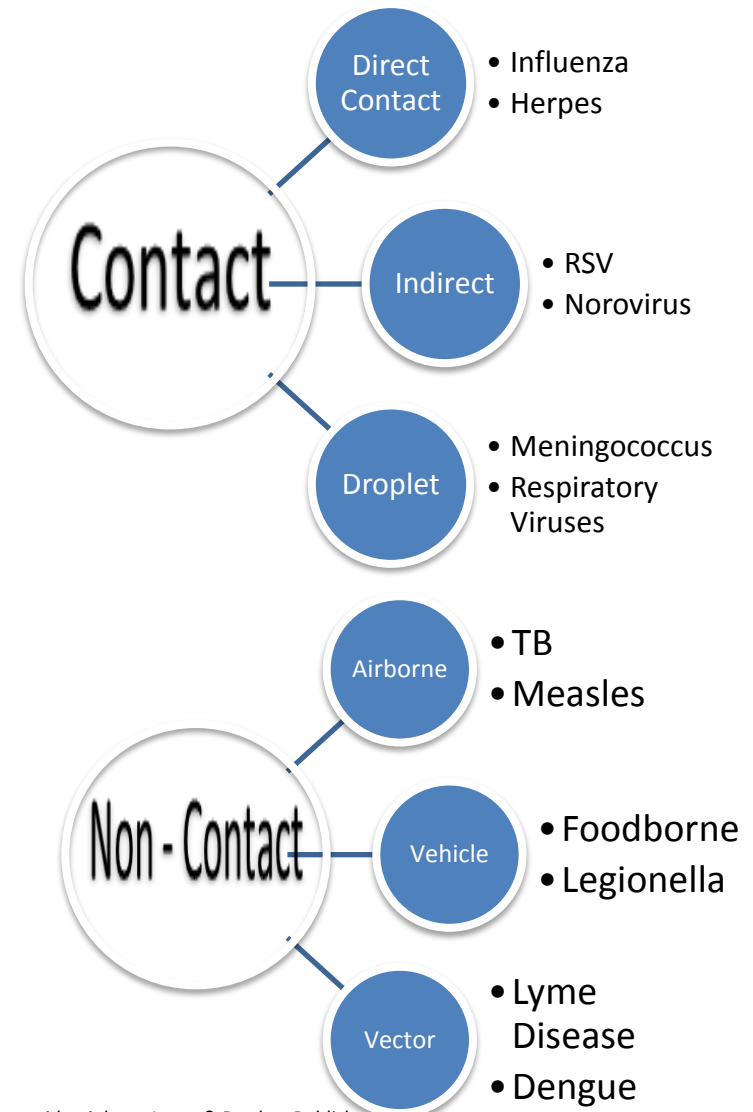 Contact
Direct
Contact
• Influenza
• Herpes
Indirect
• RSV
• Norovirus
Droplet
• Meningococcus
• Respiratory
Viruses
Non - Contact
Airborne
• TB
• Measles
Vehicle
• Foodborne
• Legionella
Vector
• Lyme
Disease
• Dengue